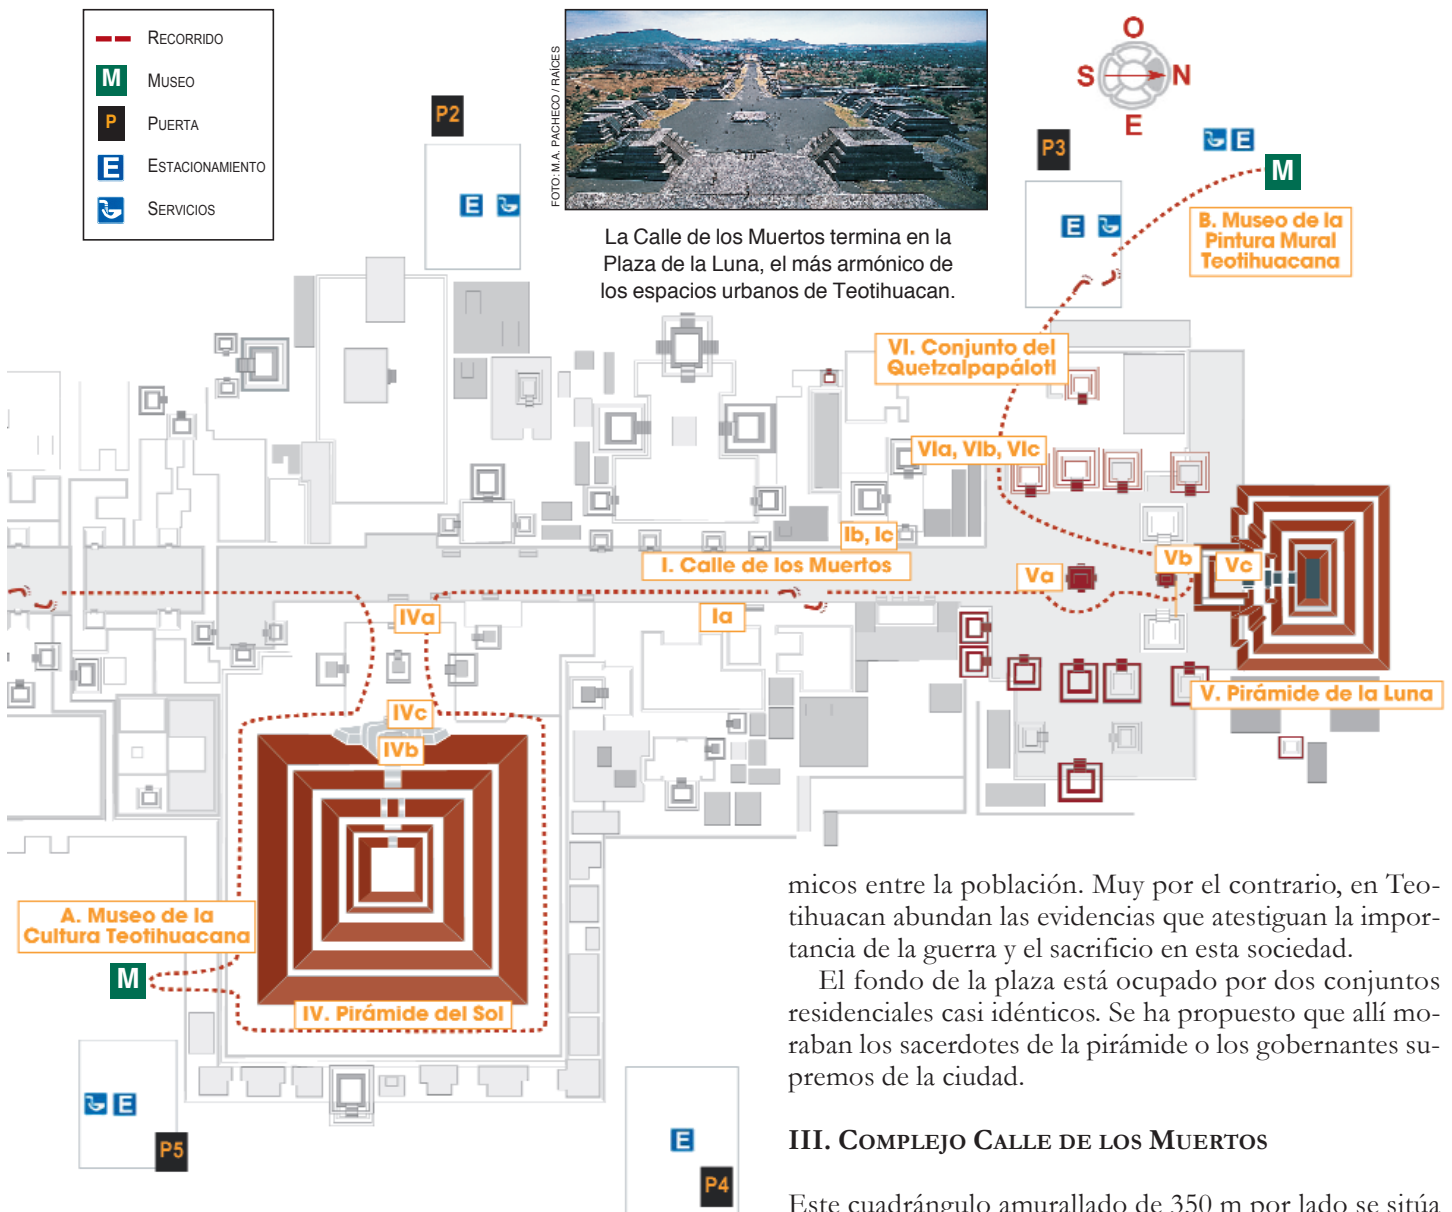 RECORRIDO
M MUSEO
P PUERTA
E ESTACIONAMIENTO
SERVICIOS
P2
E
FOTO: M.A. PACHECO / RAÍCES
La Calle de los Muertos termina en la
Plaza de la Luna, el más armónico de
los espacios urbanos de Teotihuacan.
O
S N
E
P3
E
E
M
B. Museo de la
Pintura Mural
Teotihuacana
VI. Conjunto del
Quetzalpapálotl
VIa, VIb, VIc
Ib, Ic
I. Calle de los Muertos
Va
Vb
Vc
IVa
Ia
V. Pirámide de la Luna
IVc
IVb
A. Museo de la
Cultura Teotihuacana
M
IV. Pirámide del Sol
E
P5
E
P4
micos entre la población. Muy por el contrario, en Teo-
tihuacan abundan las evidencias que atestiguan la impor-
tancia de la guerra y el sacrificio en esta sociedad.
El fondo de la plaza está ocupado por dos conjuntos
residenciales casi idénticos. Se ha propuesto que allí mo-
raban los sacerdotes de la pirámide o los gobernantes su-
premos de la ciudad.
III. COMPLEJO CALLE DE LOS MUERTOS
Este cuadrángulo amurallado de 350 m por lado se sitúa